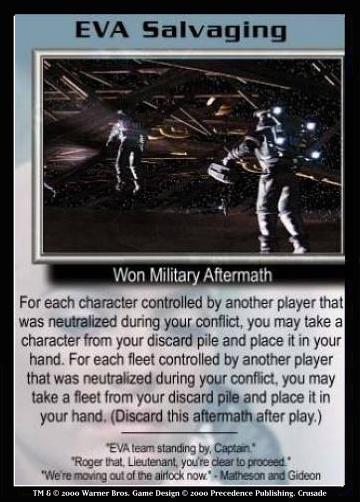 EVA Salvaging
Won Military Aftermath
For each character controlled by another player that
was neutralized during your conflict, you may take a
character from your discard pile and place it in your
hand. For each fleet controlled by another player
that was neutralized during your conflict, you may
take a fleet from your discard pile and place it in
your hand. (Discard this aftermath after play.)
"EVA team standing by, Captain."
"Roger that, Lieutenant, you're clear to proceed."
"We're moving out of the airlock now." - Matheson and Gideon
TM & © 2000 Warner Bros. Game Design © 2000 Precedence Publishing. Crusade